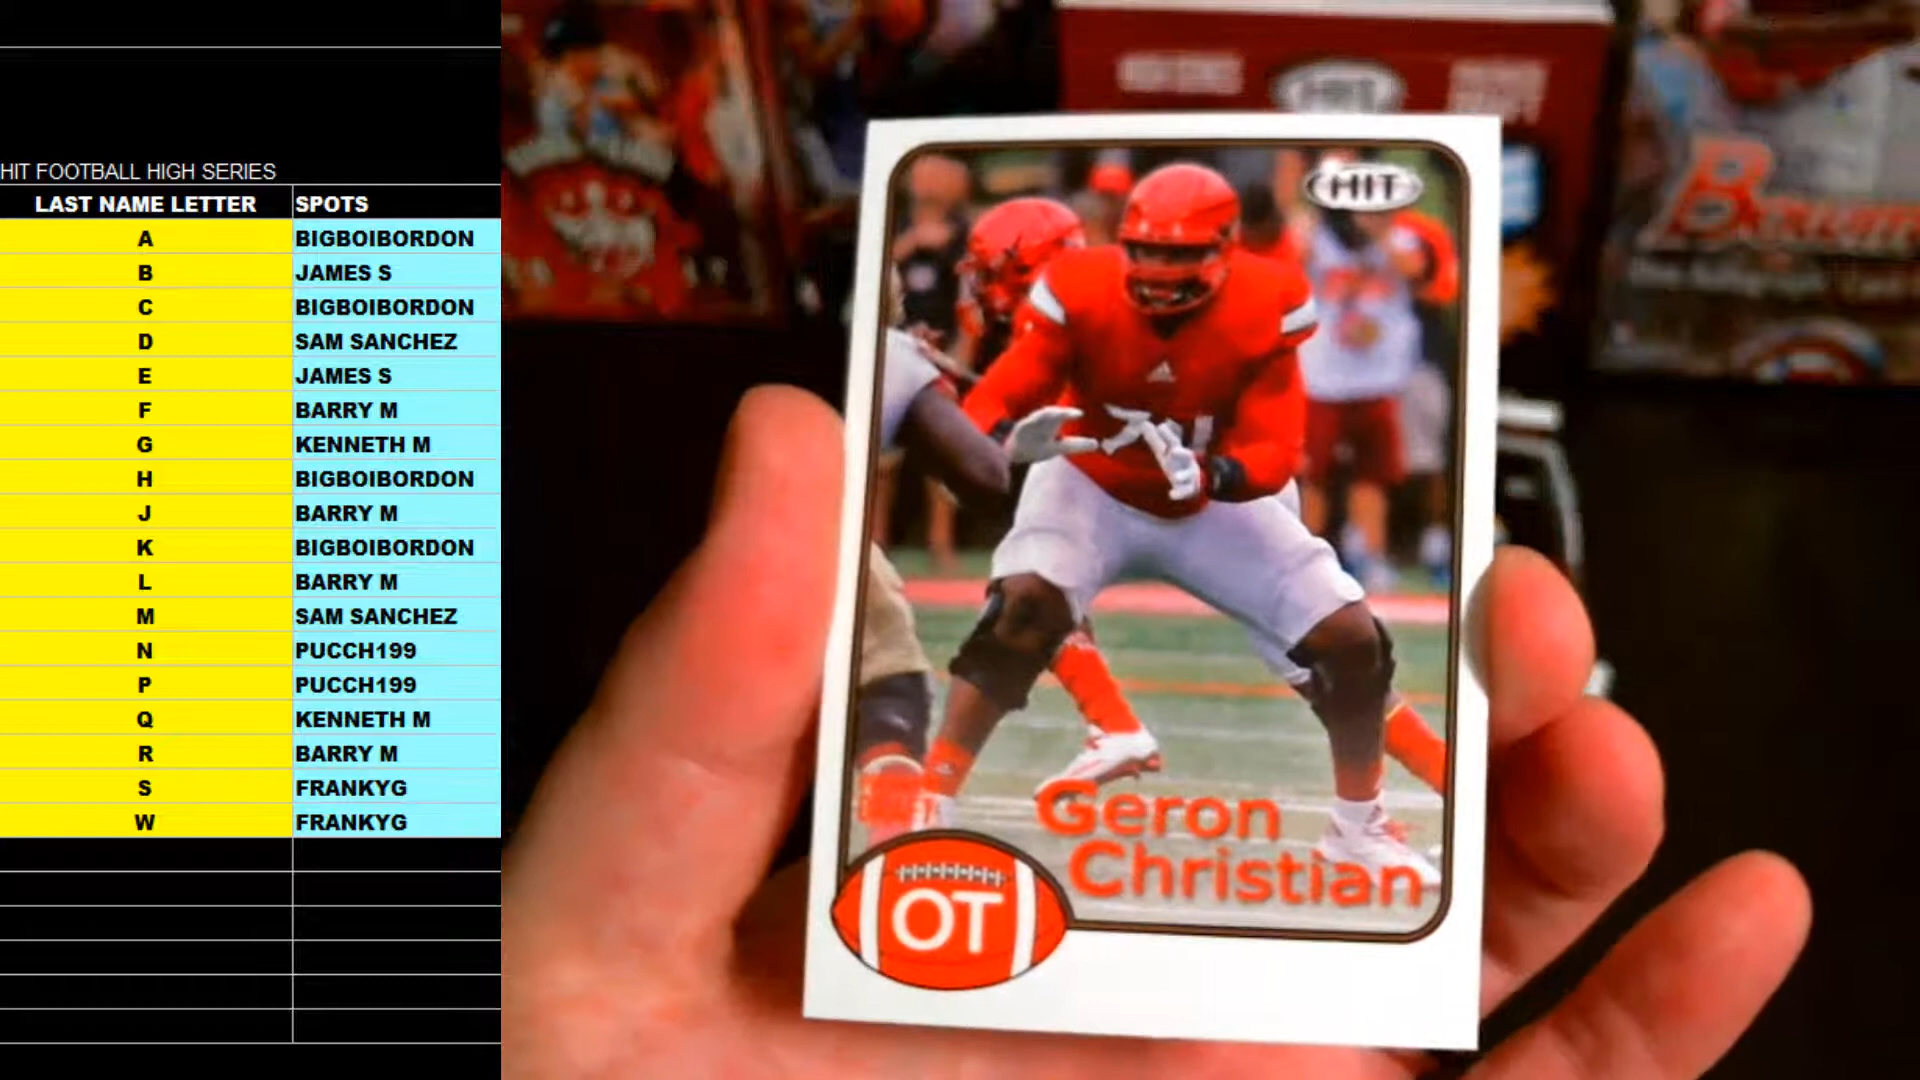 HIT FOOTBALL HIGH SERIES
LAST NAME LETTER SPOTS
A BIGBOIBORDON
B JAMES S
C BIGBOIBORDON
D SAM SANCHEZ
E JAMES S
F BARRY M
G KENNETH M
H BIGBOIBORDON
J BARRY M
K BIGBOIBORDON
L BARRY M
M SAM SANCHEZ
N PUCCH199
P PUCCH199
Q KENNETH M
R BARRY M
S FRANKYG
W FRANKYG
HIT
Geron
Christian
OT
Bowman